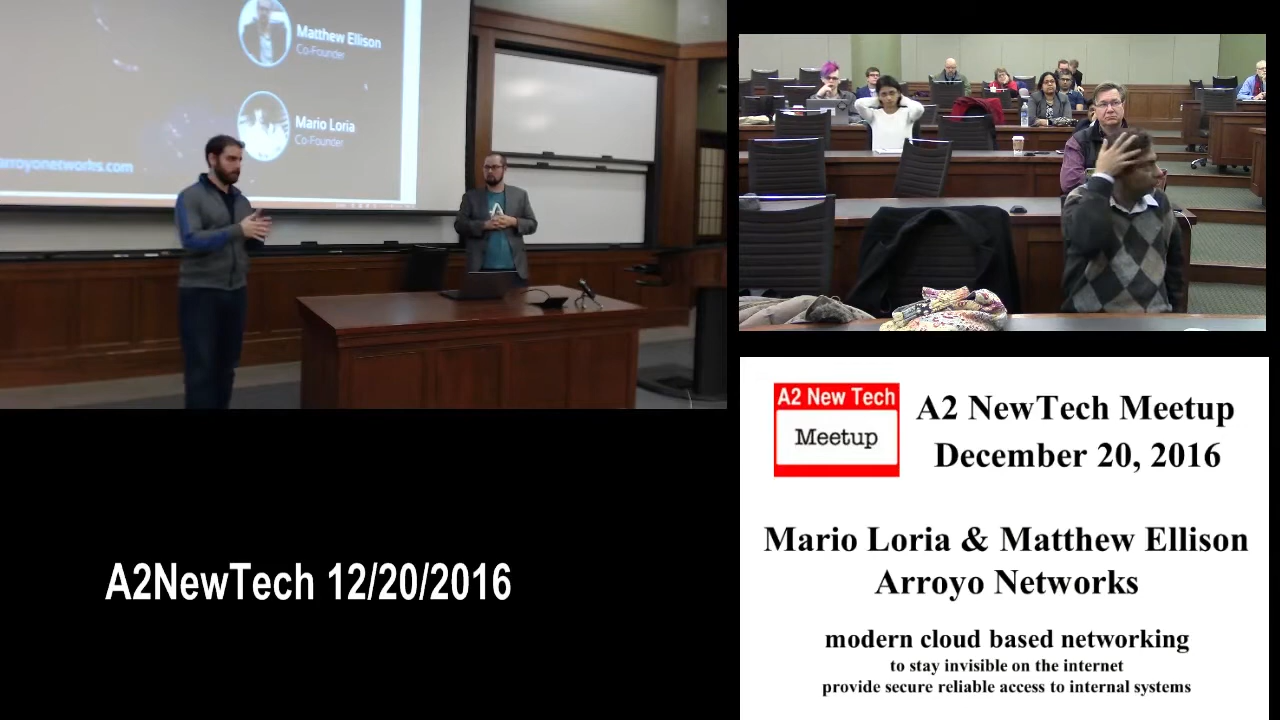 Matthew Ellison
Co-Founder
Mario Loria
Co-Founder
arroyonetworks.com
A2NewTech 12/20/2016
A2 New Tech
Meetup
A2 NewTech Meetup
December 20, 2016
Mario Loria & Matthew Ellison
Arroyo Networks
modern cloud based networking
to stay invisible on the internet
provide secure reliable access to internal systems